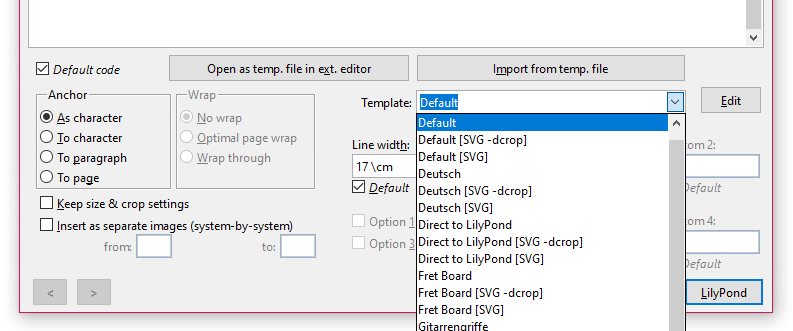 Default code
Open as temp. file in ext. editor
Import from temp. file
Anchor
Wrap
Template:
Default
Edit
As character
No wrap
Default
To character
Optimal page wrap
Line width:
Default [SVG -dcrop]
tom 2:
To paragraph
Wrap through
17 \cm
Default [SVG]
To page
Deutsch
Default
Deutsch [SVG -dcrop]
Default
Keep size & crop settings
Deutsch [SVG]
Insert as separate images (system-by-system)
Option 1
Direct to LilyPond
tom 4:
from:
to:
Option 3
Direct to LilyPond [SVG -dcrop]
Direct to LilyPond [SVG]
Default
Fret Board
<
>
Fret Board [SVG -dcrop]
LilyPond
Fret Board [SVG]
Gitarrengriffe